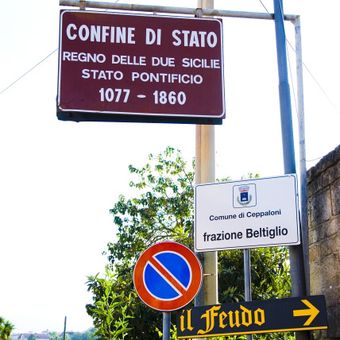 CONFINE DI STATO
REGNO DELLE DUE SICILIE
STATO PONTIFICIO
1077 - 1860
Comune di Ceppaloni
frazione Beltiglio
il Feudo